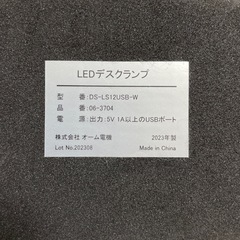 LEDデスクランプ
型 番：DS-LS12USB-W
品 番：06-3704
電 源：出力：5V 1A以上のUSBポート
株式会社 オーム電機 2023年製
Lot No.202308 Made in China